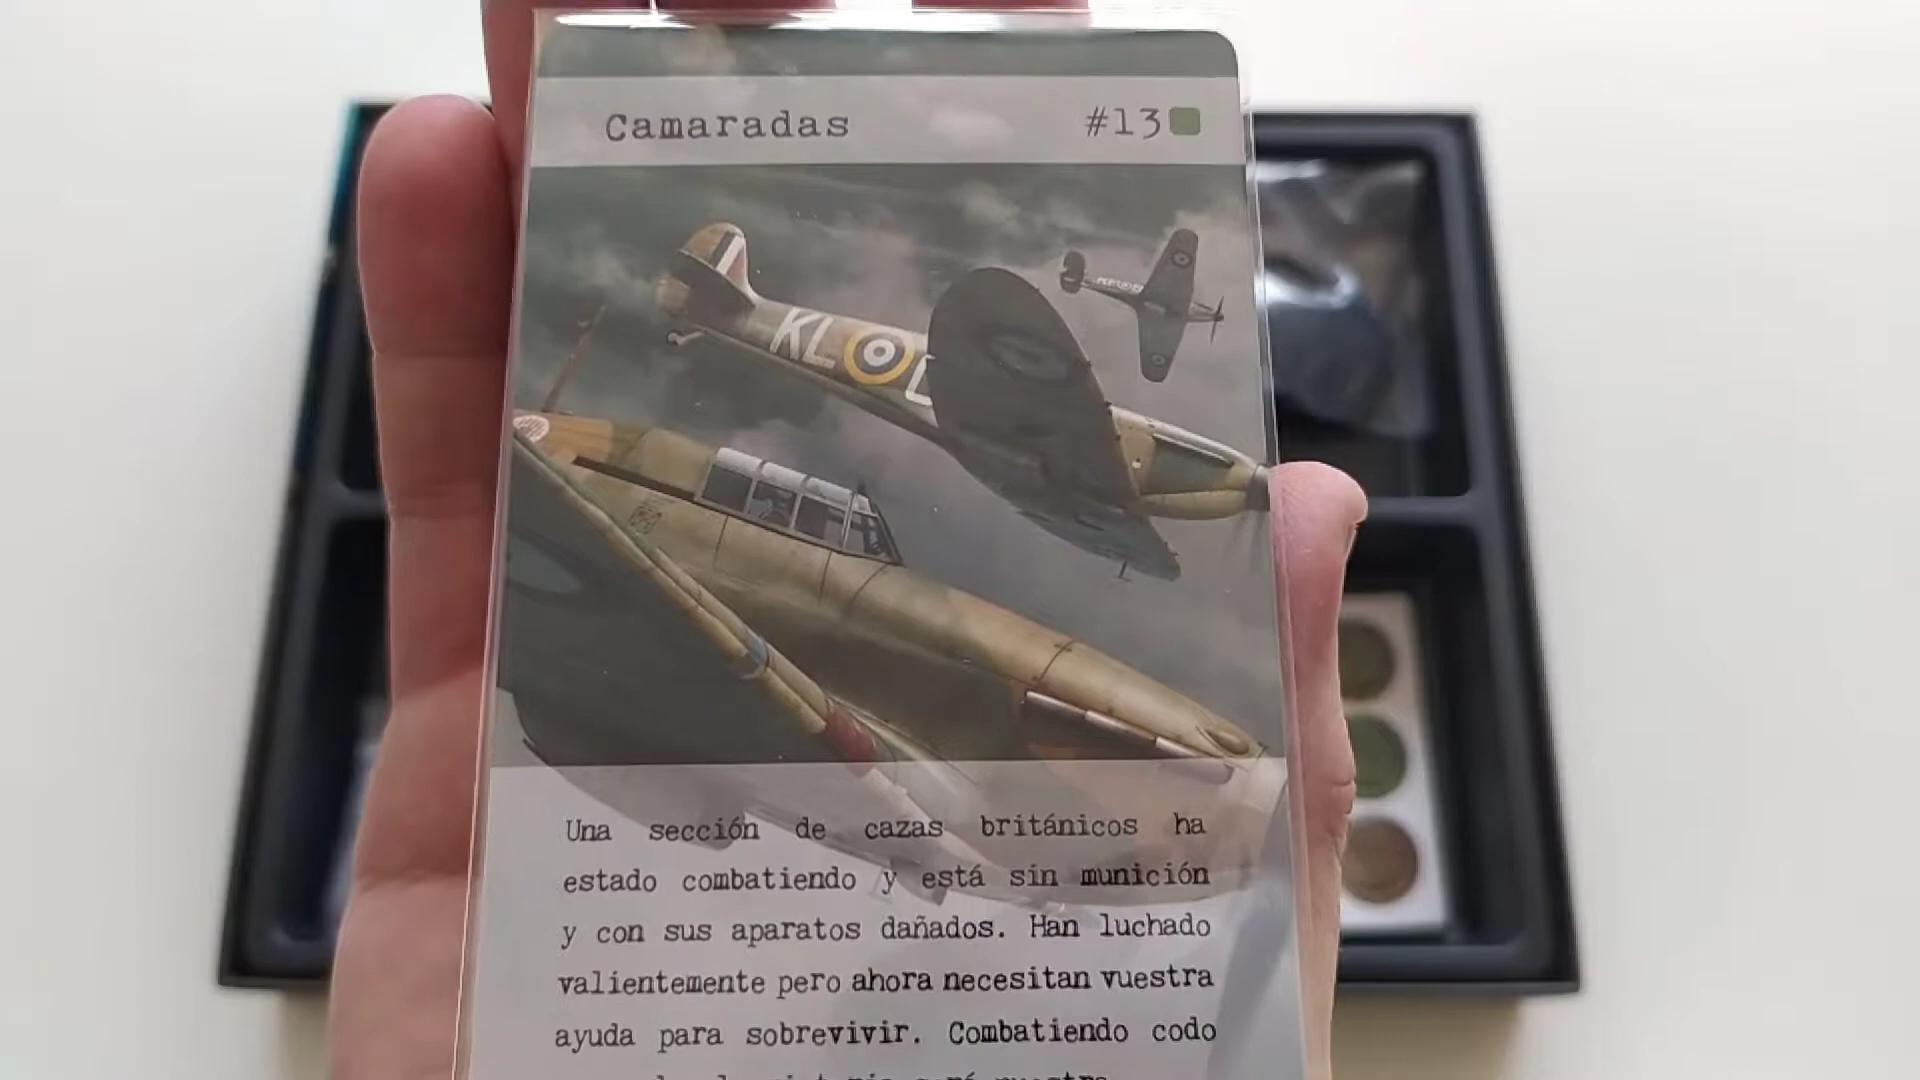 Camaradas #13
KL
Una sección de cazas británicos ha
estado combatiendo y está sin munición
y con sus aparatos dañados. Han luchado
valientemente pero ahora necesitan vuestra
ayuda para sobrevivir. Combatiendo codo